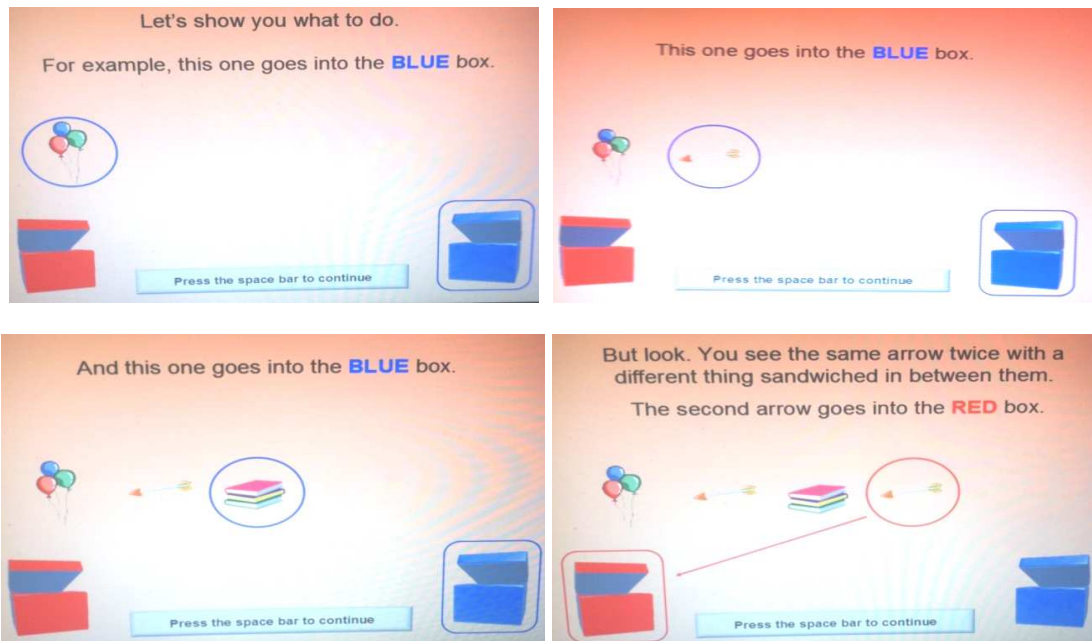 Let's show you what to do.
For example, this one goes into the BLUE box.
Press the space bar to continue
This one goes into the BLUE box.
Press the space bar to continue
And this one goes into the BLUE box.
Press the space bar to continue
But look. You see the same arrow twice with a
different thing sandwiched in between them.
The second arrow goes into the RED box.
Press the space bar to continue